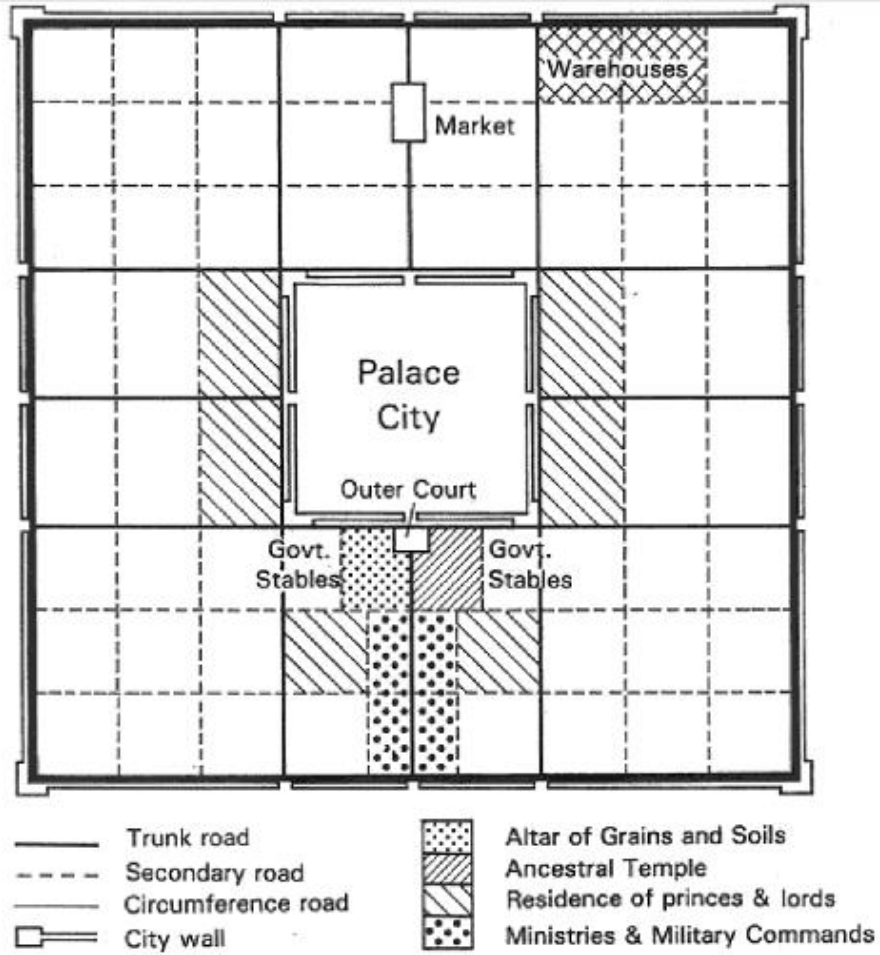 Warehouses
Market
Palace
City
Outer Court
Govt.
Stables
Govt.
Stables
Trunk road
Secondary road
Circumference road
City wall
Altar of Grains and Soils
Ancestral Temple
Residence of princes & lords
Ministries & Military Commands